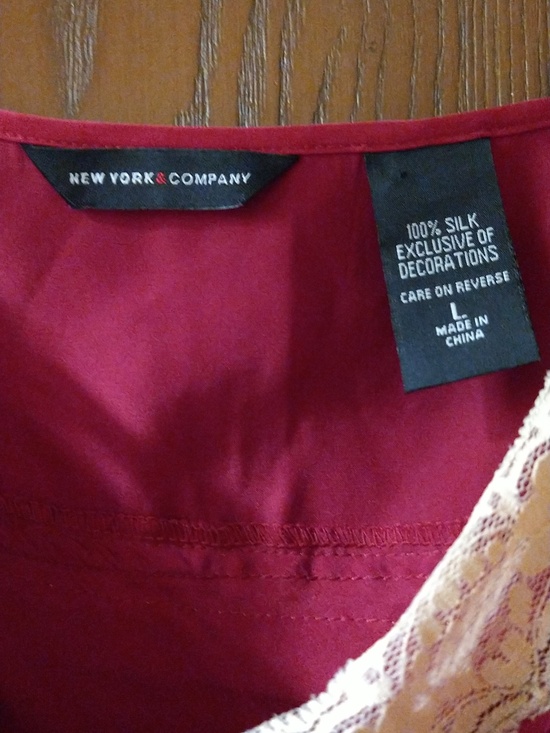 NEW YORK&COMPANY
100% SILK
EXCLUSIVE OF
DECORATIONS
CARE ON REVERSE
L
MADE IN
CHINA